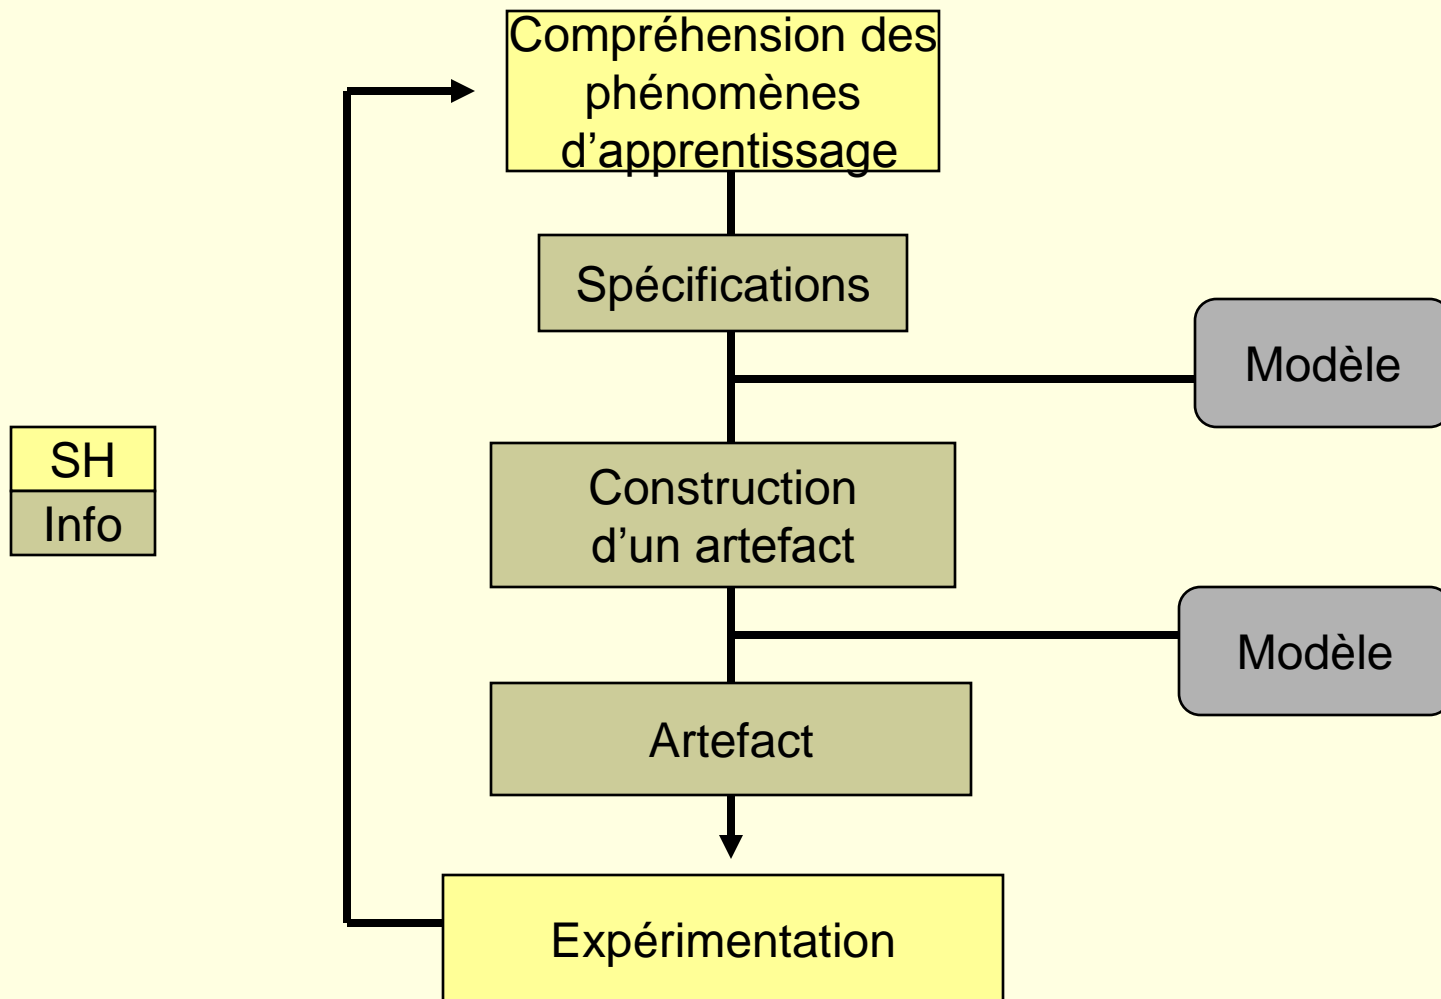 Compréhension des
phénomènes
d’apprentissage
Spécifications
Modèle
SH
Info
Construction
d’un artefact
Modèle
Artefact
Expérimentation